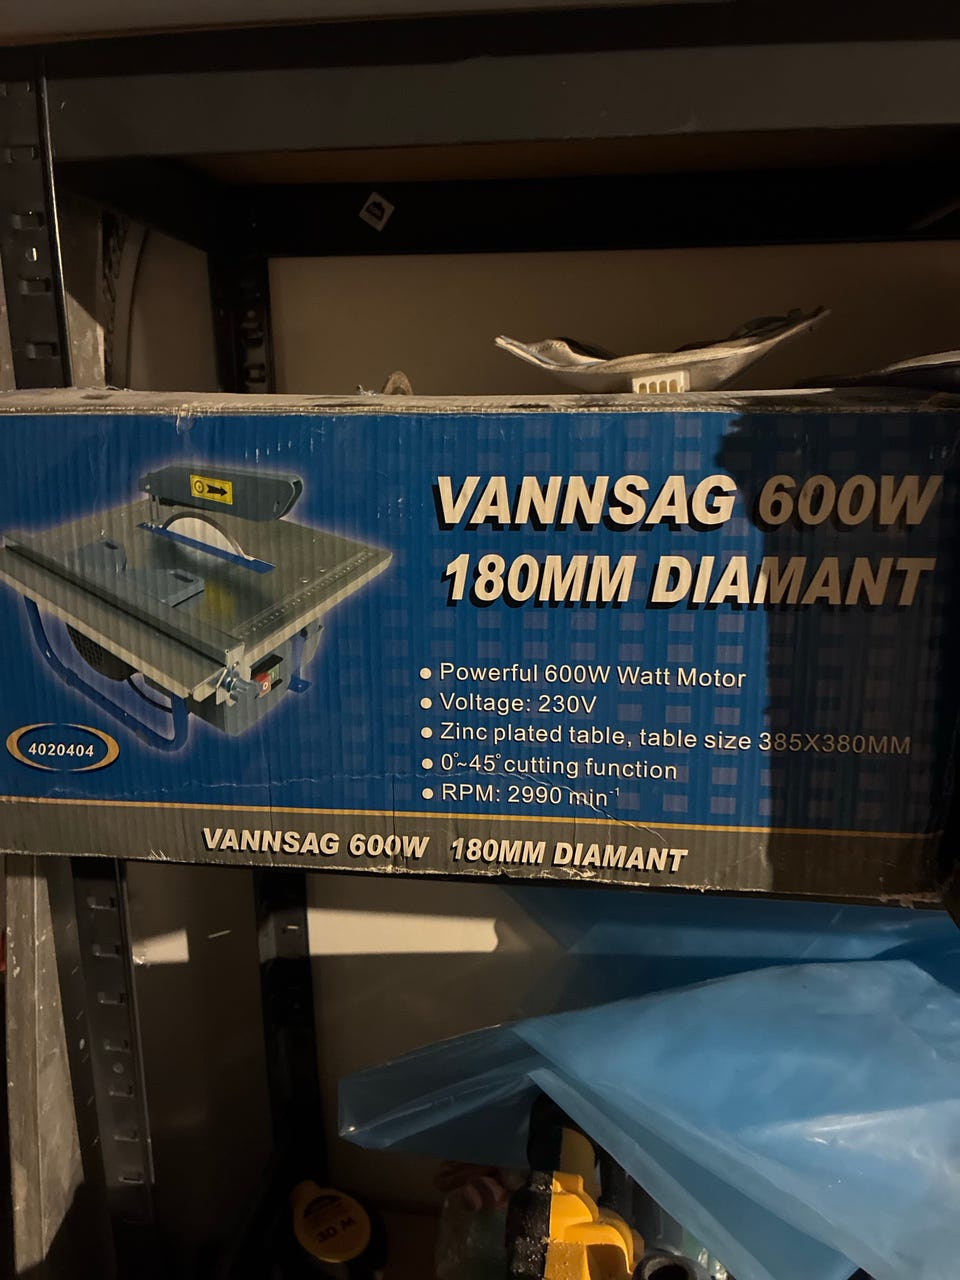 VANNSAG 600W
180MM DIAMANT
● Powerful 600W Watt Motor
● Voltage: 230V
● Zinc plated table, table size 385X380MM
● 0°~45° cutting function
● RPM: 2990 min⁻¹
4020404
VANNSAG 600W 180MM DIAMANT